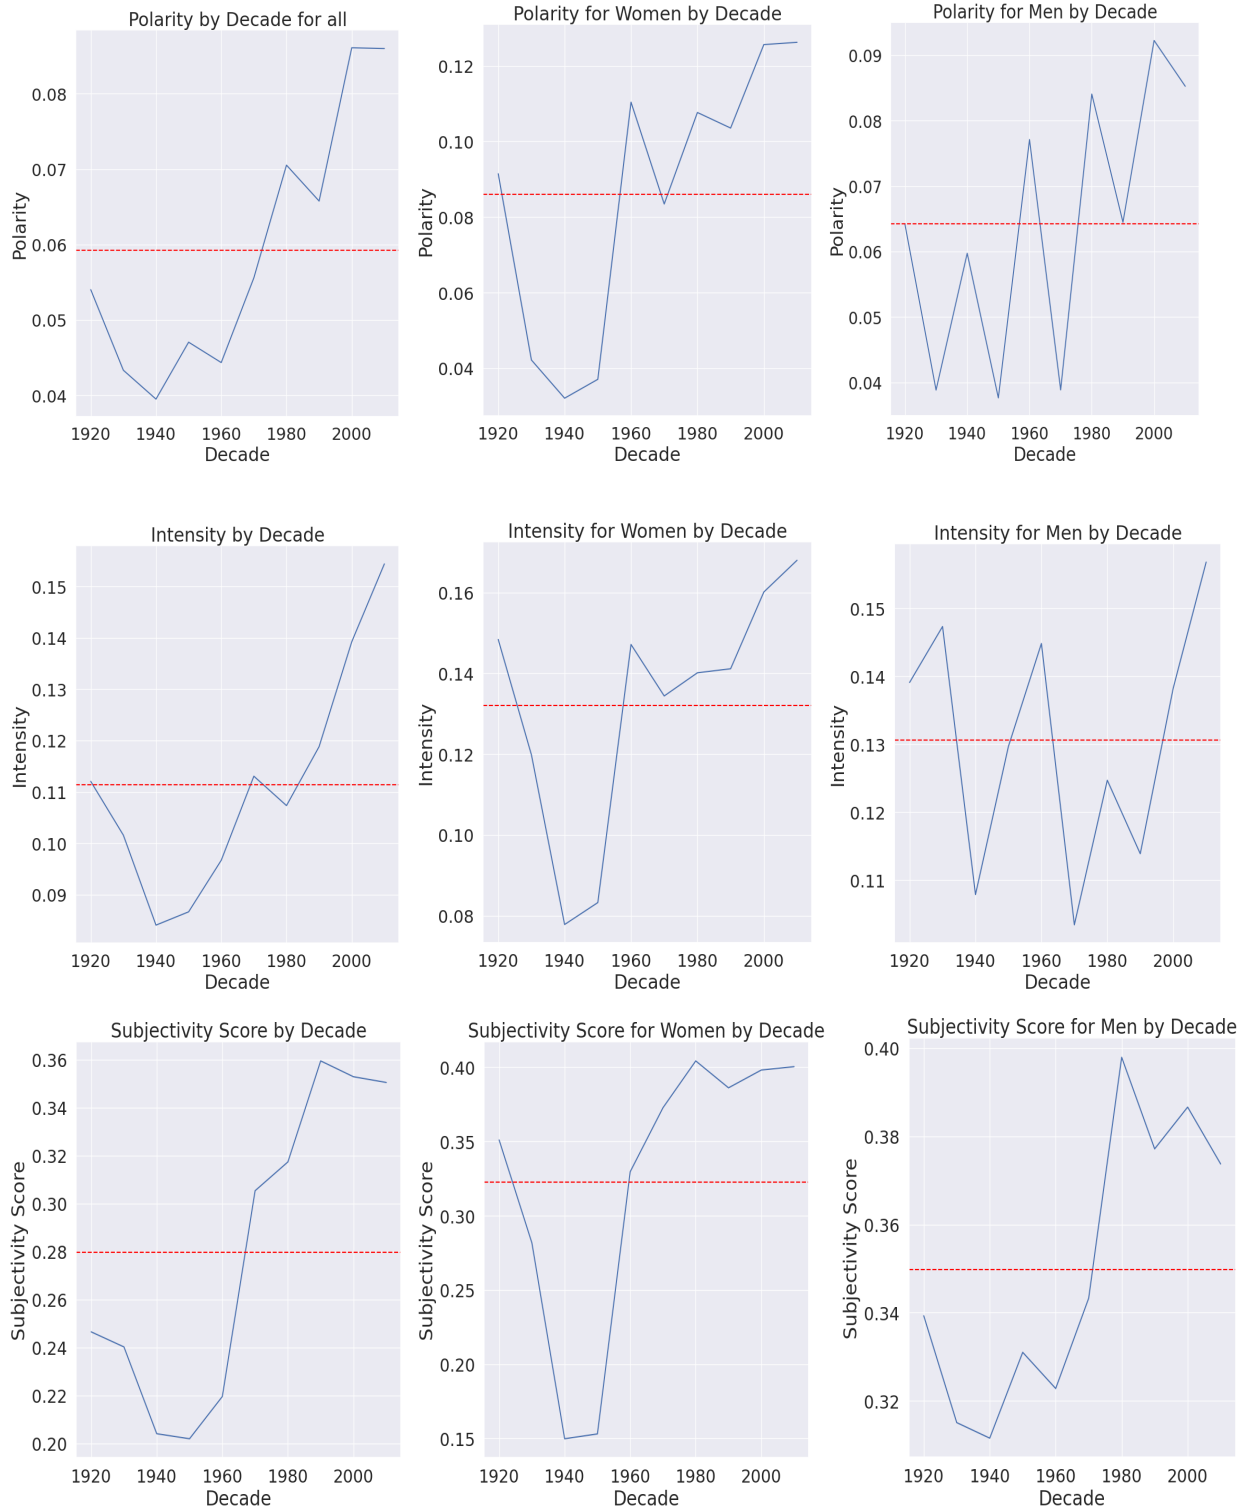 Polarity by Decade for all
Polarity for Women by Decade
Polarity for Men by Decade
0.08
0.07
0.06
0.05
0.04
Polarity
1920 1940 1960 1980 2000
Decade
0.12
0.10
0.08
0.06
0.04
Polarity
1920 1940 1960 1980 2000
Decade
0.09
0.08
0.07
0.06
0.05
0.04
Polarity
1920 1940 1960 1980 2000
Decade
Intensity by Decade
Intensity for Women by Decade
Intensity for Men by Decade
0.15
0.14
0.13
0.12
0.11
0.10
0.09
Intensity
1920 1940 1960 1980 2000
Decade
0.16
0.14
0.12
0.10
0.08
Intensity
1920 1940 1960 1980 2000
Decade
0.15
0.14
0.13
0.12
0.11
Intensity
1920 1940 1960 1980 2000
Decade
Subjectivity Score by Decade
Subjectivity Score for Women by Decade
Subjectivity Score for Men by Decade
0.36
0.34
0.32
0.30
0.28
0.26
0.24
0.22
0.20
Subjectivity Score
1920 1940 1960 1980 2000
Decade
0.40
0.35
0.30
0.25
0.20
0.15
Subjectivity Score
1920 1940 1960 1980 2000
Decade
0.40
0.38
0.36
0.34
0.32
Subjectivity Score
1920 1940 1960 1980 2000
Decade